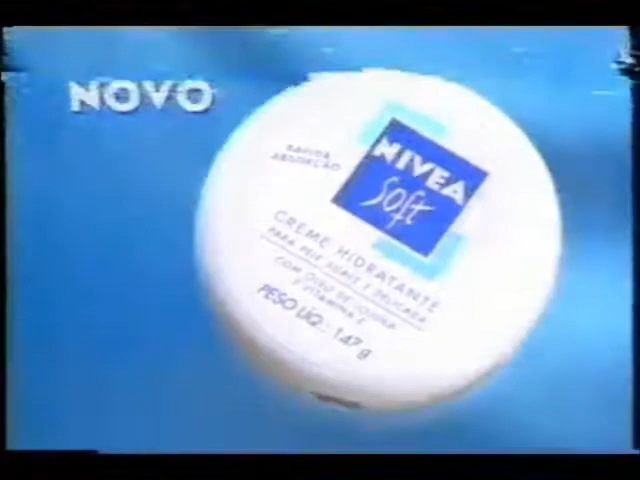 NOVO
RÁPIDA
ABSORÇÃO
NIVEA
Soft
CREME HIDRATANTE
PARA PELE SUAVE E DELICADA
COM ÓLEO DE JOJOBA
E VITAMINA E
PESO LÍQ.: 147 g